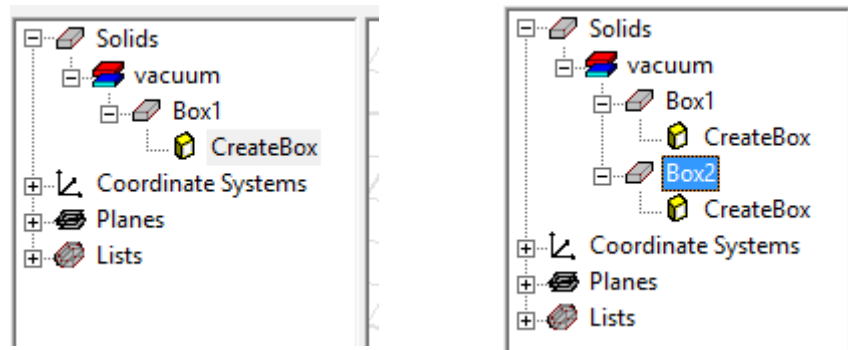 Solids
vacuum
Box1
CreateBox
Coordinate Systems
Planes
Lists
Solids
vacuum
Box1
CreateBox
Box2
CreateBox
Coordinate Systems
Planes
Lists